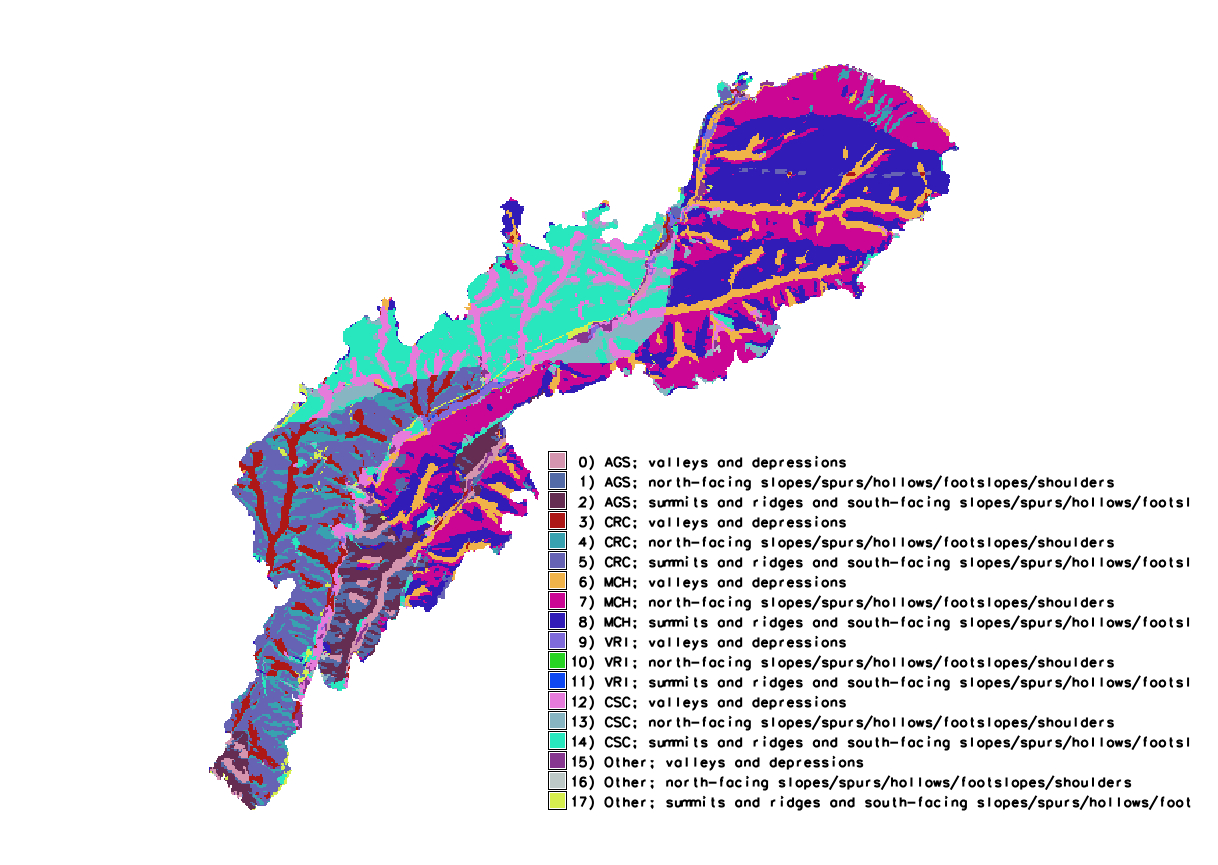 0) AGS; valleys and depressions
1) AGS; north-facing slopes/spurs/hollows/footslopes/shoulders
2) AGS; summits and ridges and south-facing slopes/spurs/hollows/footsl
3) CRC; valleys and depressions
4) CRC; north-facing slopes/spurs/hollows/footslopes/shoulders
5) CRC; summits and ridges and south-facing slopes/spurs/hollows/footsl
6) MCH; valleys and depressions
7) MCH; north-facing slopes/spurs/hollows/footslopes/shoulders
8) MCH; summits and ridges and south-facing slopes/spurs/hollows/footsl
9) VRI; valleys and depressions
10) VRI; north-facing slopes/spurs/hollows/footslopes/shoulders
11) VRI; summits and ridges and south-facing slopes/spurs/hollows/footsl
12) CSC; valleys and depressions
13) CSC; north-facing slopes/spurs/hollows/footslopes/shoulders
14) CSC; summits and ridges and south-facing slopes/spurs/hollows/footsl
15) Other; valleys and depressions
16) Other; north-facing slopes/spurs/hollows/footslopes/shoulders
17) Other; summits and ridges and south-facing slopes/spurs/hollows/foot